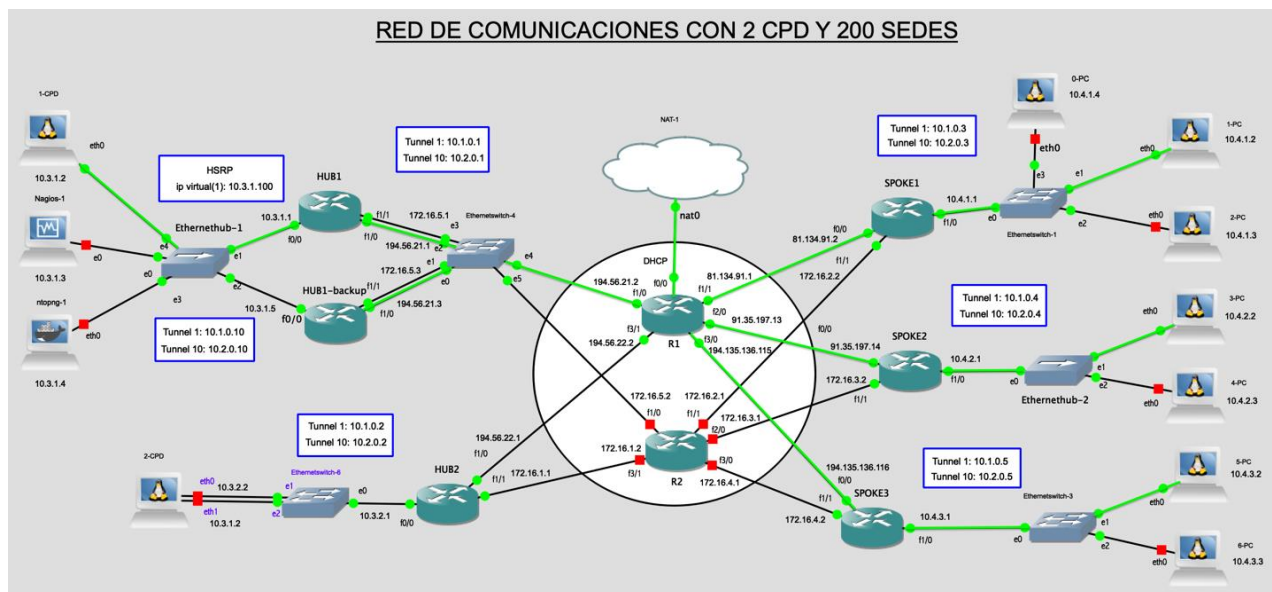 RED DE COMUNICACIONES CON 2 CPD Y 200 SEDES
1-CPD
eth0
10.3.1.2
Nagios-1
e0
10.3.1.3
ntopng-1
eth0
10.3.1.4
HSRP
ip virtual(1): 10.3.1.100
Ethernethub-1
e4
e0
e3
e1
e2
Tunnel 1: 10.1.0.10
Tunnel 10: 10.2.0.10
HUB1
10.3.1.1
f0/0
f1/1
f1/0
172.16.5.1
194.56.21.1
HUB1-backup
10.3.1.5
f0/0
f1/1
f1/0
172.16.5.3
194.56.21.3
Tunnel 1: 10.1.0.1
Tunnel 10: 10.2.0.1
Ethernetswitch-4
e3
e2
e1
e0
e4
e5
NAT-1
nat0
DHCP
f0/0
194.56.21.2
f1/0
81.134.91.1
f1/1
f2/0
91.35.197.13
f3/0
194.135.136.115
f3/1
194.56.22.2
R1
172.16.5.2
f1/0
172.16.2.1
f1/1
172.16.3.1
f2/0
f3/0
172.16.4.1
172.16.1.2
f3/1
R2
Tunnel 1: 10.1.0.2
Tunnel 10: 10.2.0.2
2-CPD
eth0
10.3.2.2
eth1
10.3.1.2
Ethernetswitch-6
e1
e2
e0
10.3.2.1
f0/0
HUB2
194.56.22.1
f1/0
f1/1
172.16.1.1
Tunnel 1: 10.1.0.3
Tunnel 10: 10.2.0.3
SPOKE1
f0/0
81.134.91.2
f1/1
172.16.2.2
10.4.1.1
f1/0
Ethernetswitch-1
e0
e3
e1
e2
0-PC
10.4.1.4
eth0
1-PC
10.4.1.2
eth0
2-PC
10.4.1.3
eth0
Tunnel 1: 10.1.0.4
Tunnel 10: 10.2.0.4
SPOKE2
f0/0
91.35.197.14
172.16.3.2
f1/1
10.4.2.1
f1/0
Ethernethub-2
e0
e1
e2
3-PC
10.4.2.2
eth0
4-PC
10.4.2.3
eth0
Tunnel 1: 10.1.0.5
Tunnel 10: 10.2.0.5
SPOKE3
194.135.136.116
f0/0
f1/1
172.16.4.2
10.4.3.1
f1/0
Ethernetswitch-3
e0
e1
e2
5-PC
10.4.3.2
eth0
6-PC
10.4.3.3
eth0